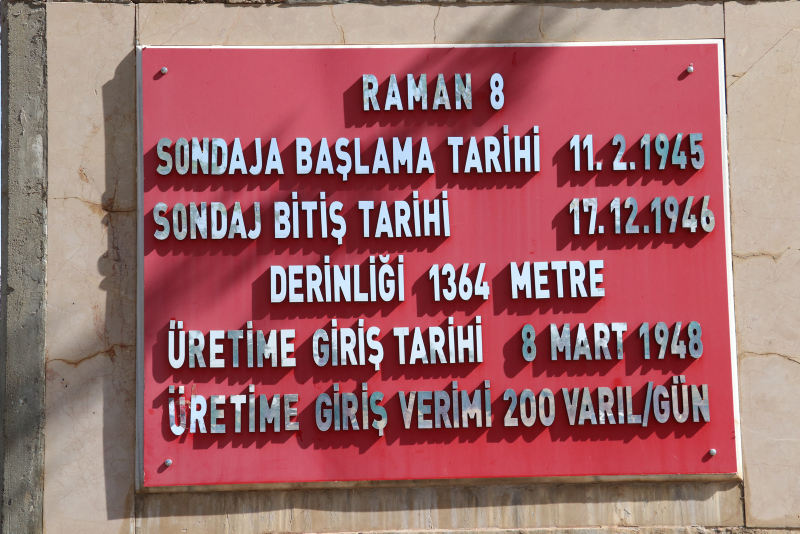 RAMAN 8
SONDAJA BAŞLAMA TARİHİ 11. 2.1945
SONDAJ BİTİŞ TARİHİ 17.12.1946
DERİNLİĞİ 1364 METRE
ÜRETİME GİRİŞ TARİHİ 8 MART 1948
ÜRETİME GİRİŞ VERİMİ 200 VARIL/GÜN